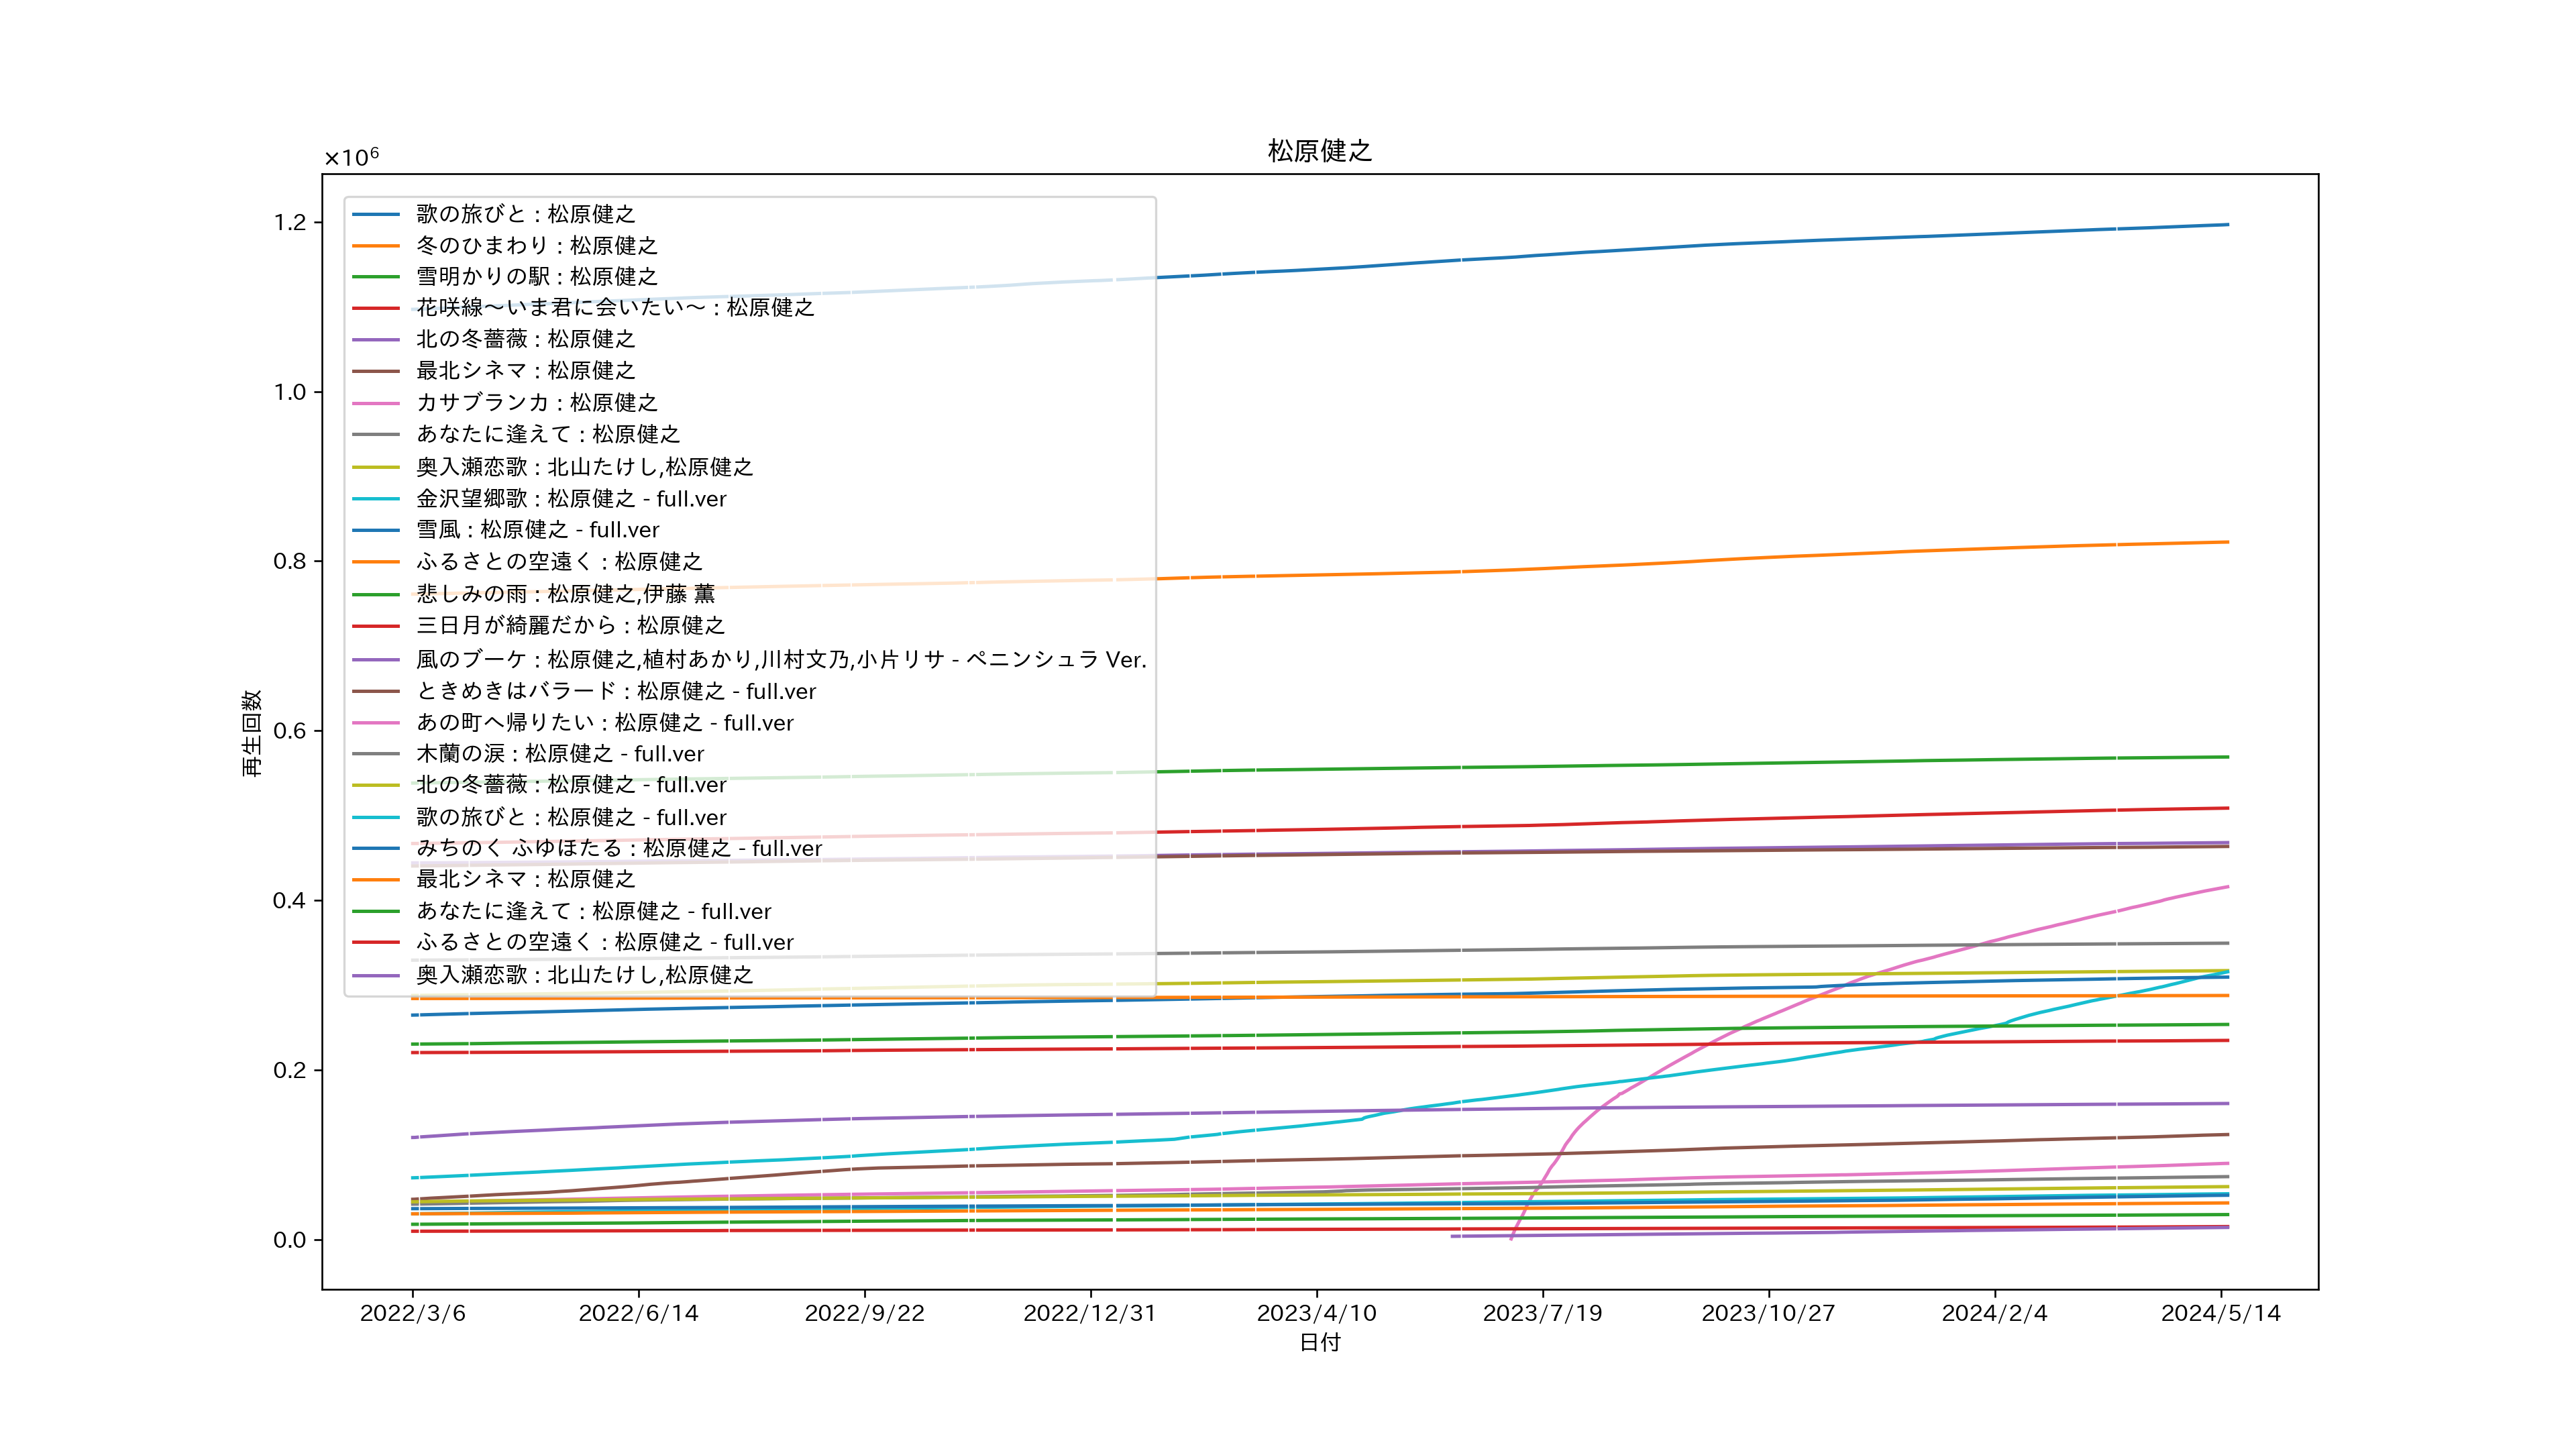 松原健之
×10⁶
1.2
1.0
0.8
0.6
0.4
0.2
0.0
再生回数
歌の旅びと : 松原健之
冬のひまわり : 松原健之
雪明かりの駅 : 松原健之
花咲線～いま君に会いたい～ : 松原健之
北の冬薔薇 : 松原健之
最北シネマ : 松原健之
カサブランカ : 松原健之
あなたに逢えて : 松原健之
奥入瀬恋歌 : 北山たけし,松原健之
金沢望郷歌 : 松原健之 - full.ver
雪風 : 松原健之 - full.ver
ふるさとの空遠く : 松原健之
悲しみの雨 : 松原健之,伊藤 薫
三日月が綺麗だから : 松原健之
風のブーケ : 松原健之,植村あかり,川村文乃,小片リサ - ペニンシュラ Ver.
ときめきはバラード : 松原健之 - full.ver
あの町へ帰りたい : 松原健之 - full.ver
木蘭の涙 : 松原健之 - full.ver
北の冬薔薇 : 松原健之 - full.ver
歌の旅びと : 松原健之 - full.ver
みちのく ふゆほたる : 松原健之 - full.ver
最北シネマ : 松原健之
あなたに逢えて : 松原健之 - full.ver
ふるさとの空遠く : 松原健之 - full.ver
奥入瀬恋歌 : 北山たけし,松原健之
2022/3/6
2022/6/14
2022/9/22
2022/12/31
2023/4/10
2023/7/19
2023/10/27
2024/2/4
2024/5/14
日付